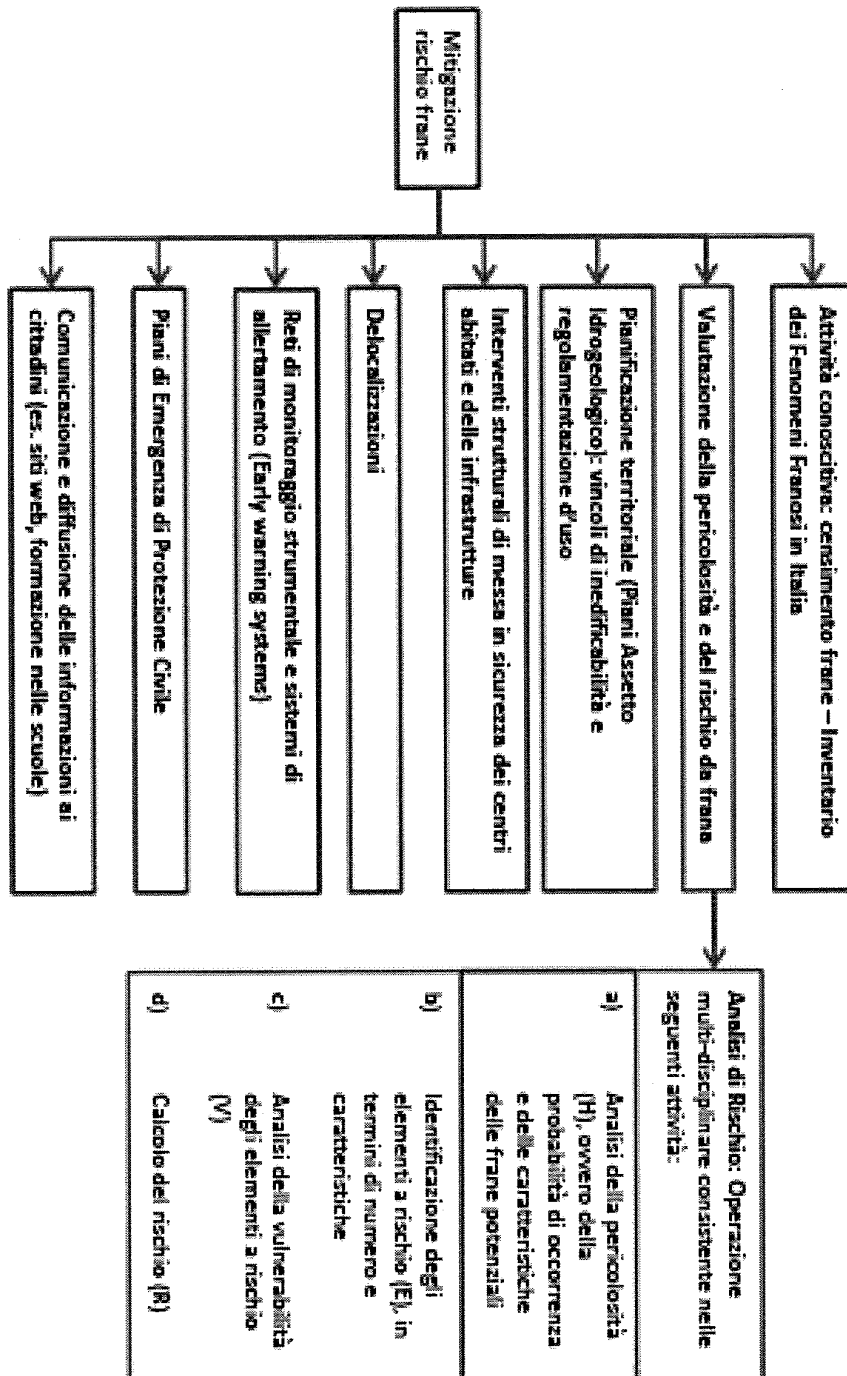 Mitigazione
rischio frane
Attività conoscitiva: censimento frane – Inventario
dei Fenomeni Franosi in Italia
Valutazione della pericolosità e del rischio da frana
Pianificazione territoriale (Piani Assetto
Idrogeologico): vincoli di inedificabilità e
regolamentazione d'uso
Interventi strutturali di messa in sicurezza dei centri
abitati e delle infrastrutture
Delocalizzazioni
Reti di monitoraggio strumentale e sistemi di
allertamento (Early warning systems)
Piani di Emergenza di Protezione Civile
Comunicazione e diffusione delle informazioni ai
cittadini (es. siti web, formazione nelle scuole)
Analisi di Rischio: Operazione
multi-disciplinare consistente nelle
seguenti attività:
a) Analisi della pericolosità
(H), ovvero della
probabilità di occorrenza
e delle caratteristiche
delle frane potenziali
b) Identificazione degli
elementi a rischio (E), in
termini di numero e
caratteristiche
c) Analisi della vulnerabilità
degli elementi a rischio
(V)
d) Calcolo del rischio (R)